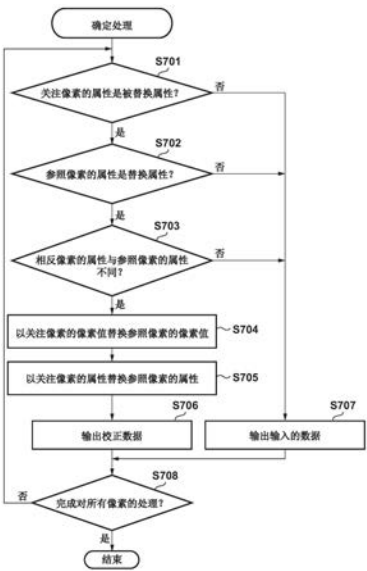 确定处理
S701
关注像素的属性是被替换属性?
否
是
S702
参照像素的属性是替换属性?
否
是
S703
相反像素的属性与参照像素的属性
不同?
否
是
以关注像素的像素值替换参照像素的像素值
S704
以关注像素的属性替换参照像素的属性
S705
S706
S707
输出校正数据
输出输入的数据
S708
否
完成对所有像素的处理?
是
结束